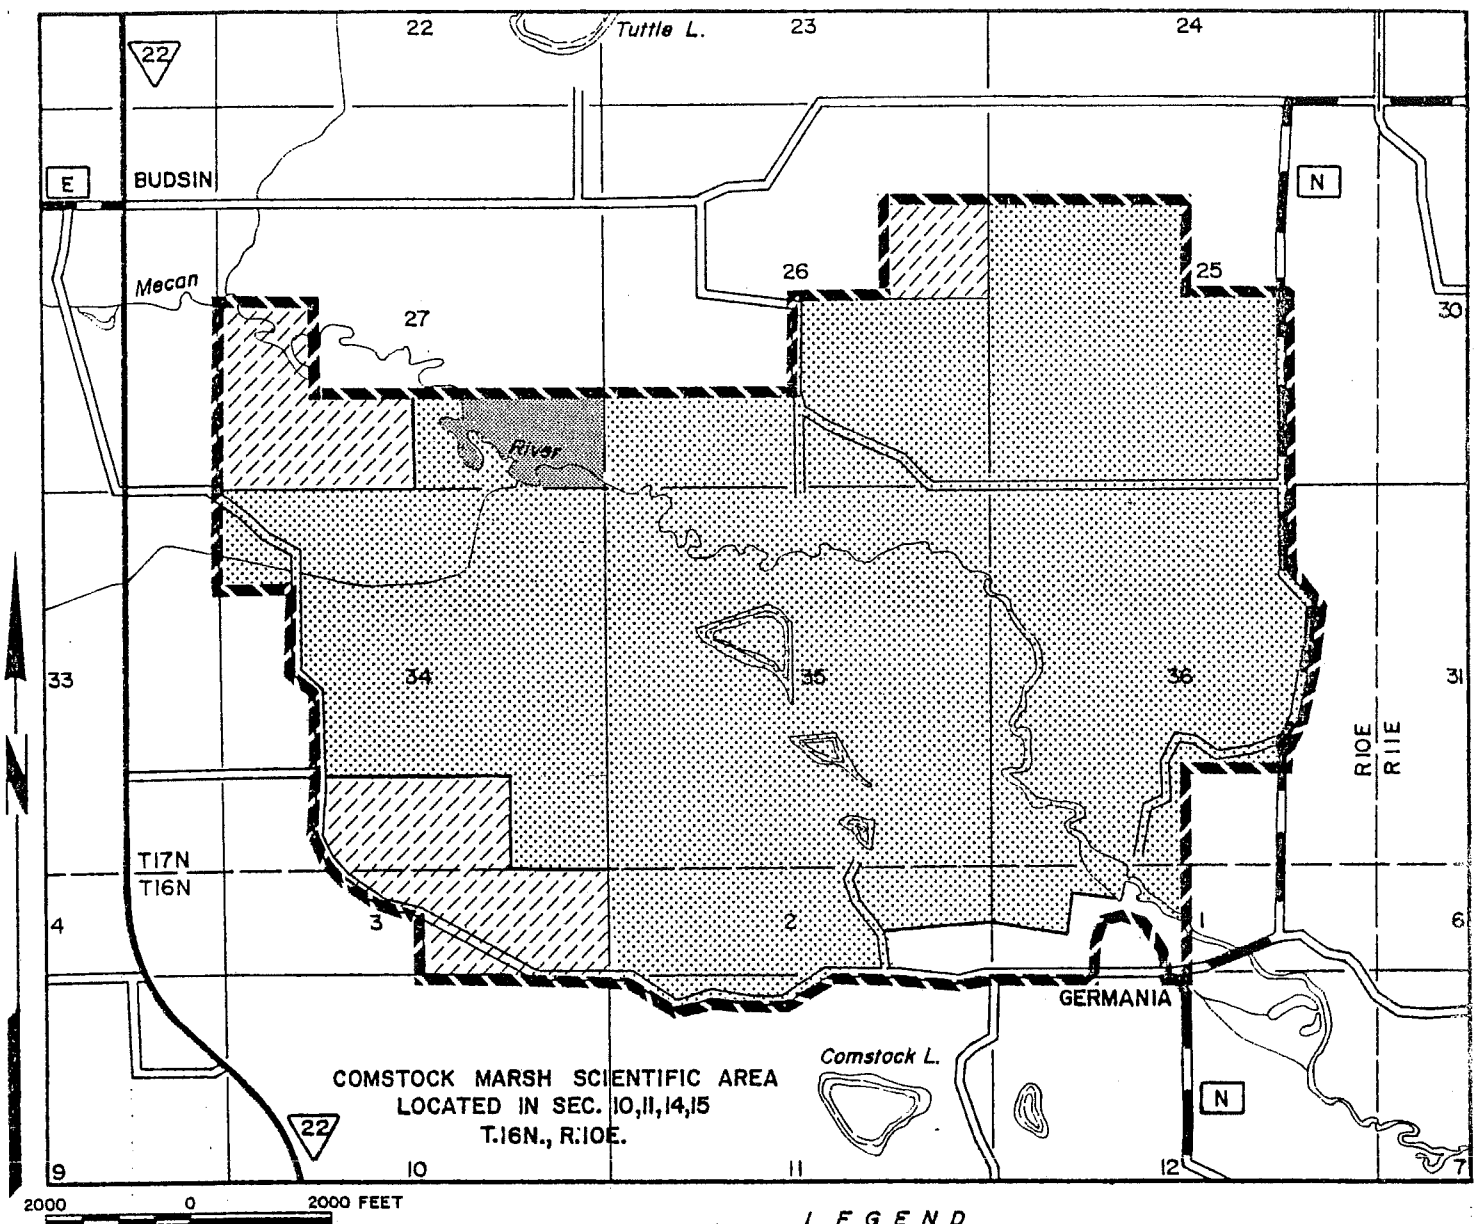 22
23
24
Tuttle L.
22
E
BUDSIN
N
Mecan
26
25
27
30
River
33
34
35
36
31
R10E
R11E
T17N
T16N
4
3
2
1
6
GERMANIA
Comstock L.
COMSTOCK MARSH SCIENTIFIC AREA
LOCATED IN SEC. 10,11,14,15
T.16N., R.10E.
22
N
9
10
11
12
7
2000 0 2000 FEET
N
LEGEND